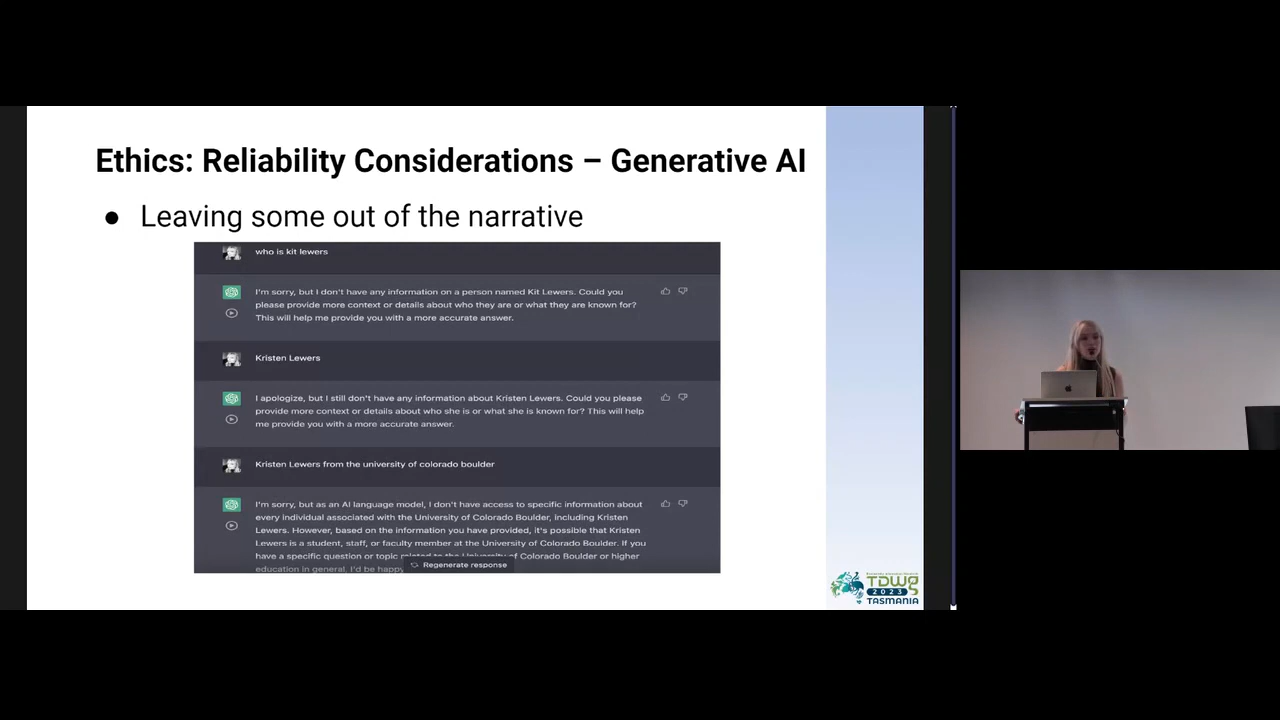 Ethics: Reliability Considerations – Generative AI
● Leaving some out of the narrative
who is kit lewers
I'm sorry, but I don't have any information on a person named Kit Lewers. Could you
please provide more context or details about who they are or what they are known for?
This will help me provide you with a more accurate answer.
Kristen Lewers
I apologize, but I still don't have any information about Kristen Lewers. Could you please
provide more context or details about who she is or what she is known for? This will help
me provide you with a more accurate answer.
Kristen Lewers from the university of colorado boulder
I'm sorry, but as an AI language model, I don't have access to specific information about
every individual associated with the University of Colorado Boulder, including Kristen
Lewers. However, based on the information you have provided, it's possible that Kristen
Lewers is a student, staff, or faculty member at the University of Colorado Boulder. If you
have a specific question or topic related to the University of Colorado Boulder or higher
education in general, I'd be happy
Regenerate response
TDWG
2023
TASMANIA